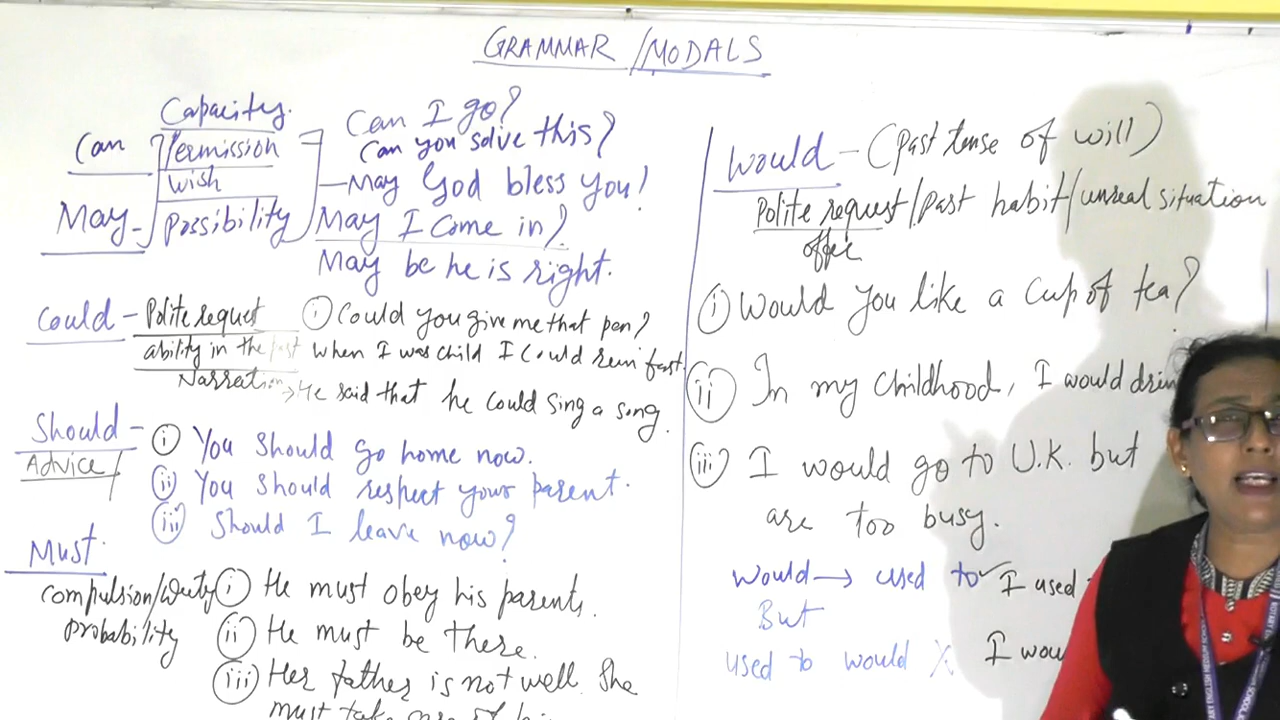 GRAMMAR /MODALS
Capacity.
Can
Permission
wish
May
Possibility
Can I go?
Can you solve this?
May God bless you!
May I come in?
May be he is right.
Could - Polite request
ability in the past
Narration
(i) Could you give me that pen?
When I was child I could run fast.
He said that he could sing a song.
Should -
Advice /
(i) You should go home now.
(ii) You should respect your parent.
(iii) Should I leave now?
Must
compulsion/duty
probability
(i) He must obey his parents.
(ii) He must be there.
(iii) Her father is not well. She
must take care of
Would - (Past tense of will)
Polite request/past habit/unreal situation
offer
(i) Would you like a cup of tea?
(ii) In my childhood, I would
(iii) I would go to U.K. but
are too busy.
Would → used to ✓ I used
But
used to would X I